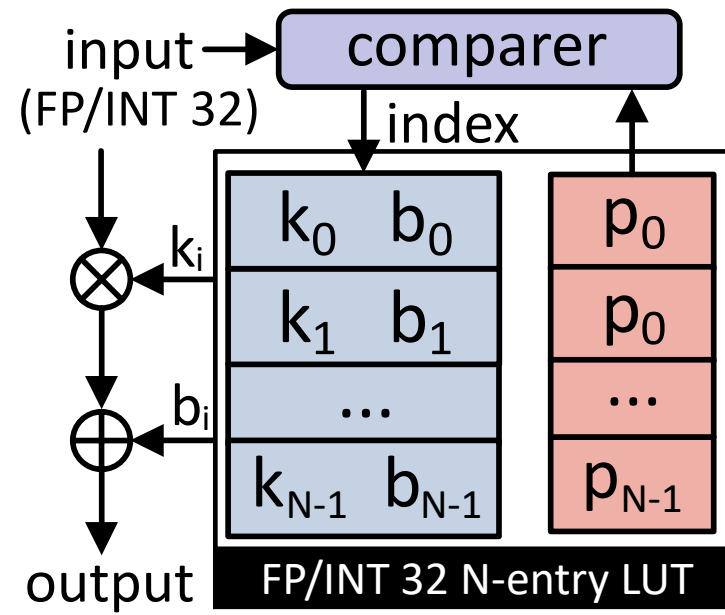 comparer
input
(FP/INT 32)
index
k0 b0
p0
ki
k1 b1
p0
... ...
bi
kN-1 bN-1
pN-1
output
FP/INT 32 N-entry LUT